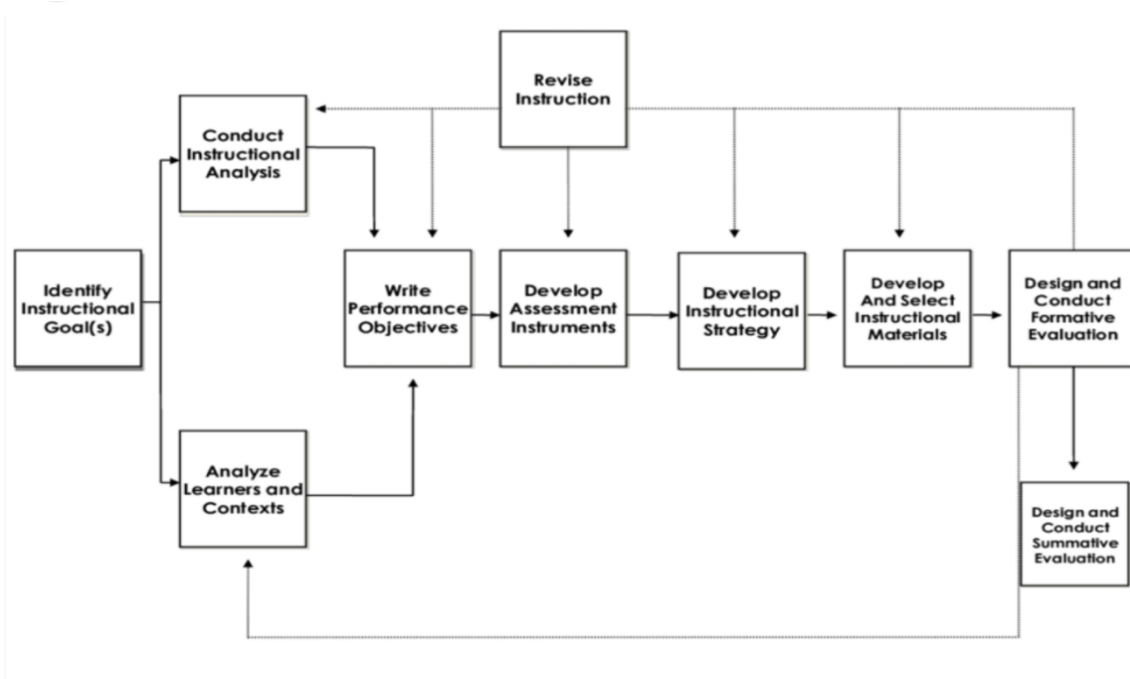 Revise
Instruction
Conduct
Instructional
Analysis
Identify
Instructional
Goal(s)
Write
Performance
Objectives
Develop
Assessment
Instruments
Develop
Instructional
Strategy
Develop
And Select
Instructional
Materials
Design and
Conduct
Formative
Evaluation
Analyze
Learners and
Contexts
Design and
Conduct
Summative
Evaluation